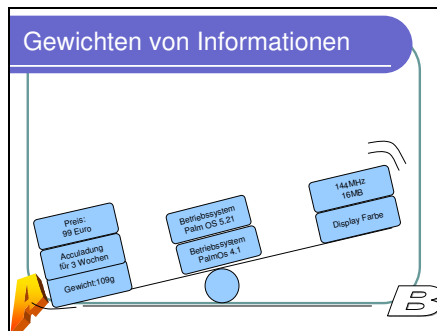 Gewichten von Informationen
Preis:
99 Euro
Acculadung
für 3 Wochen
Gewicht:109g
Betriebssystem
Palm OS 5.21
Betriebssystem
PalmOs 4.1
144MHz
16MB
Display Farbe
A
B